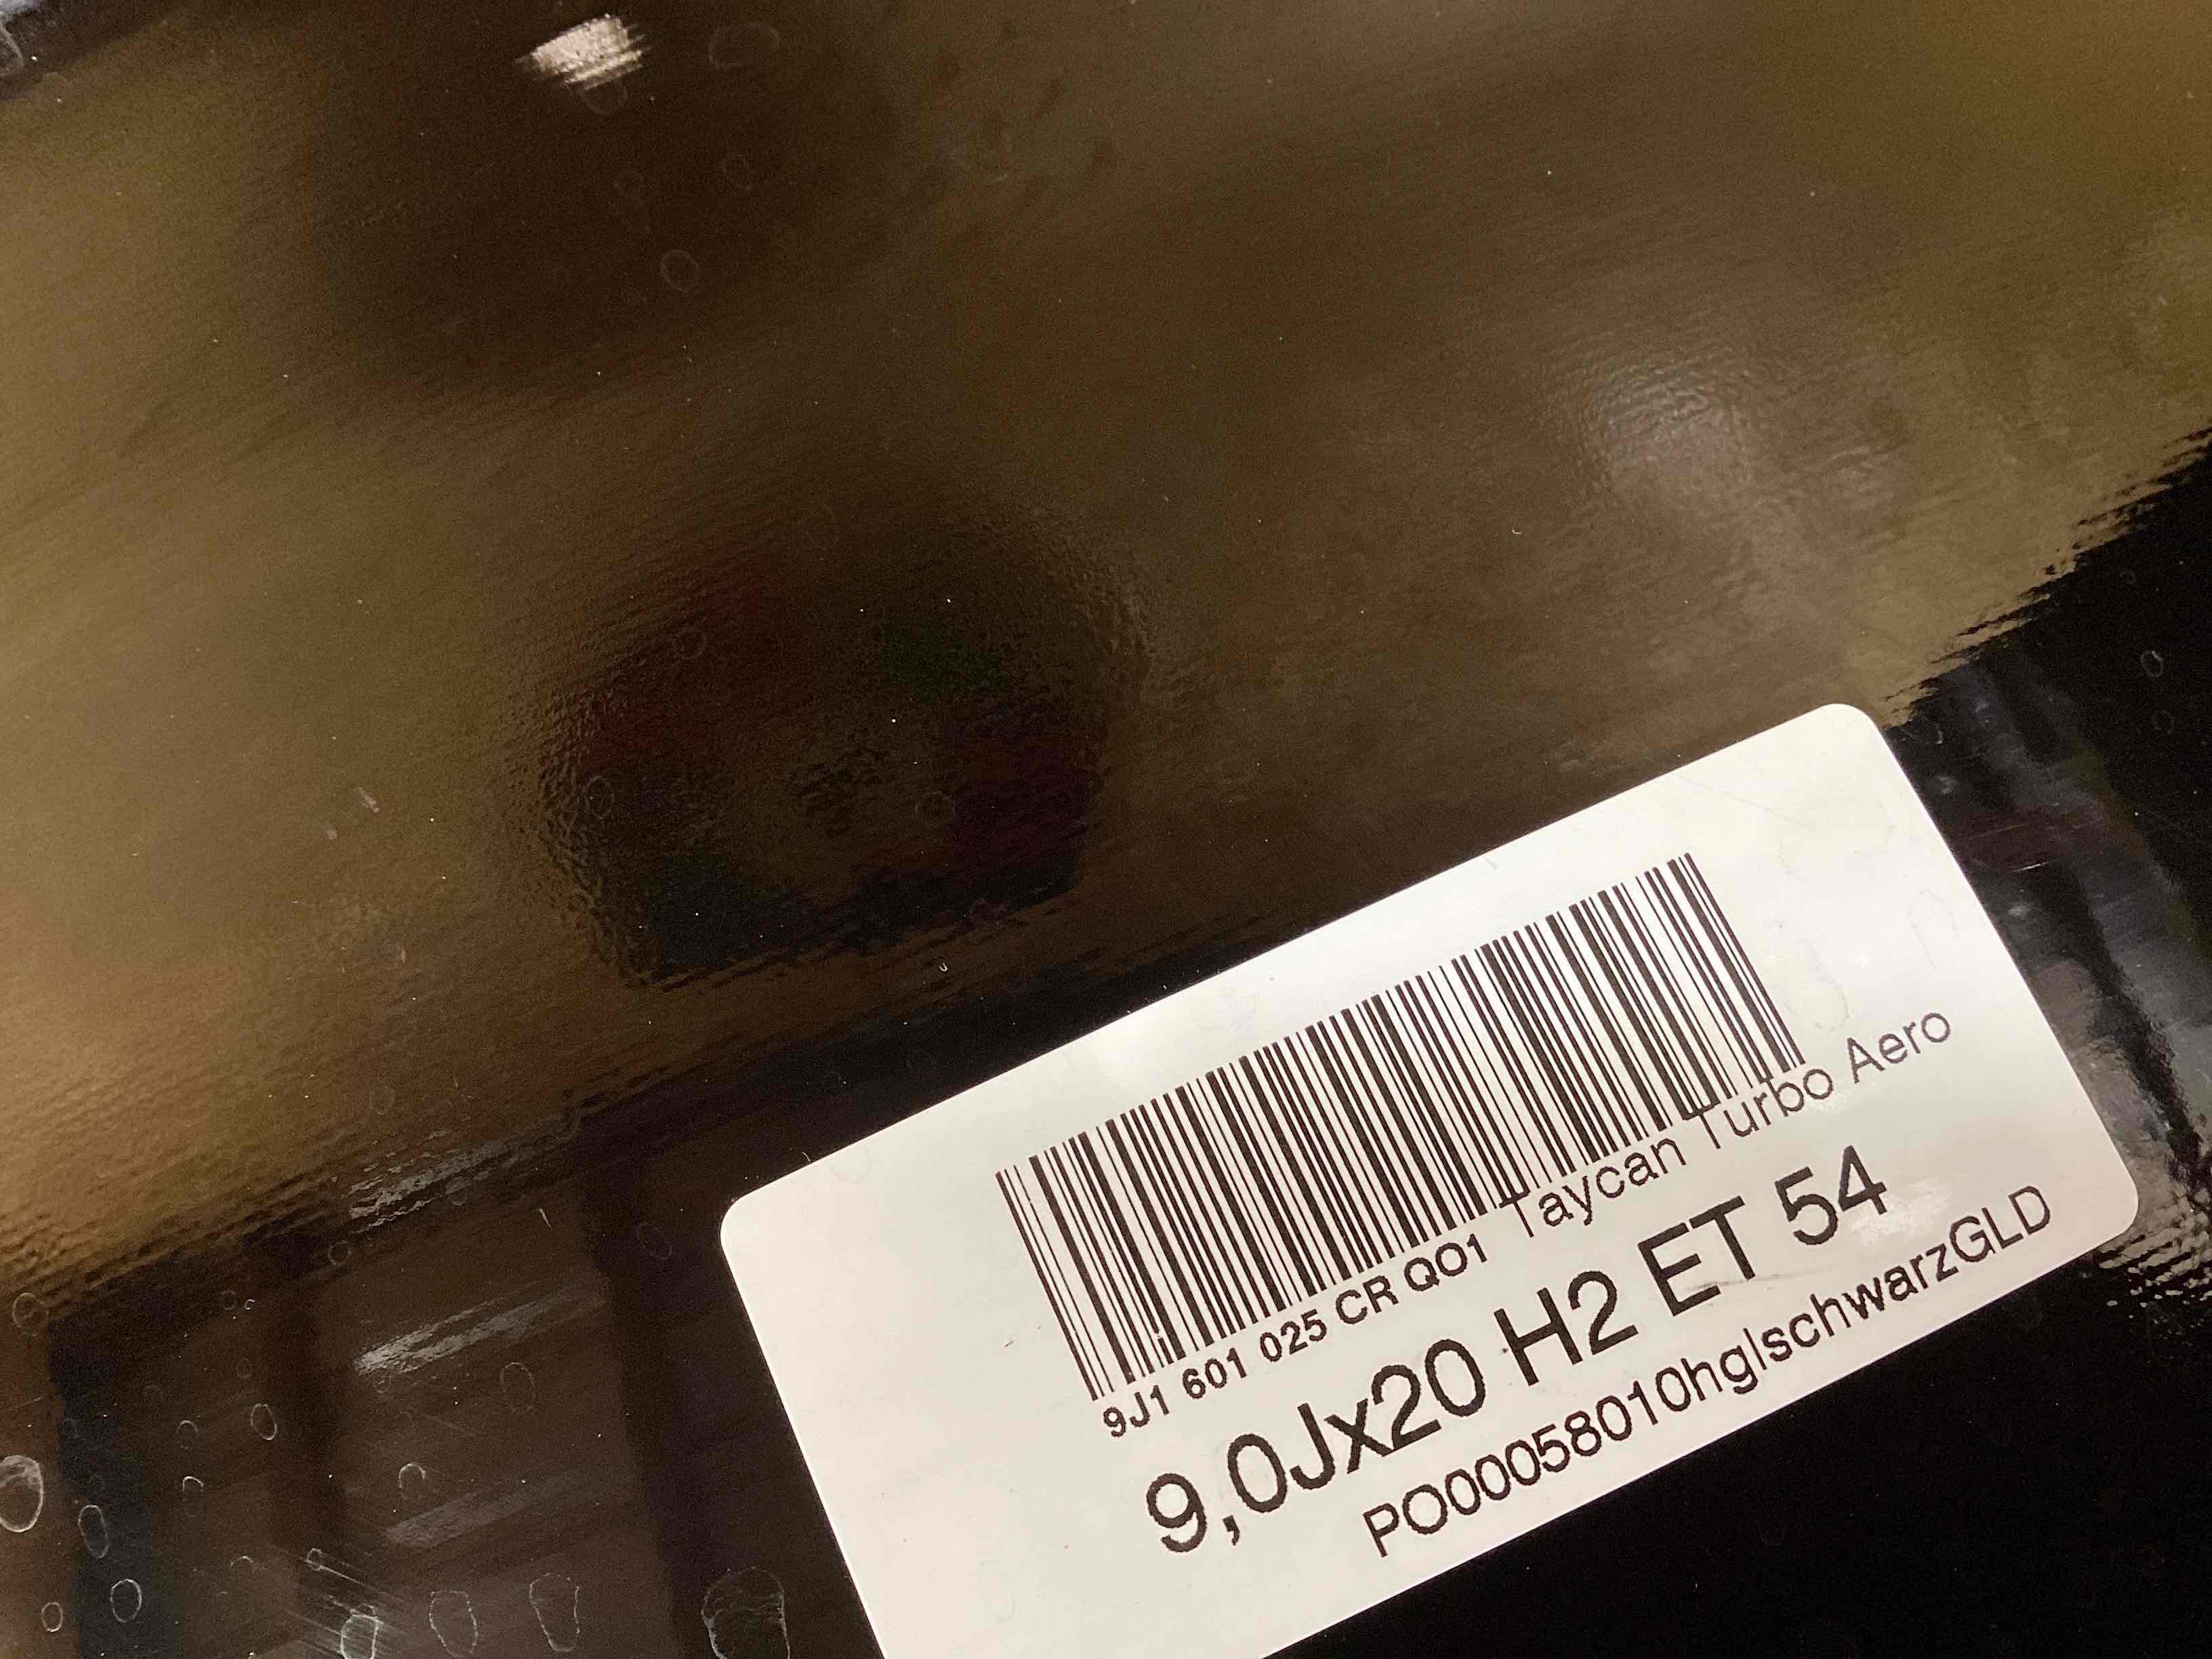 9J1 601 025 CR QO1 Taycan Turbo Aero
9,0Jx20 H2 ET 54
PO00058010hglschwarzGLD